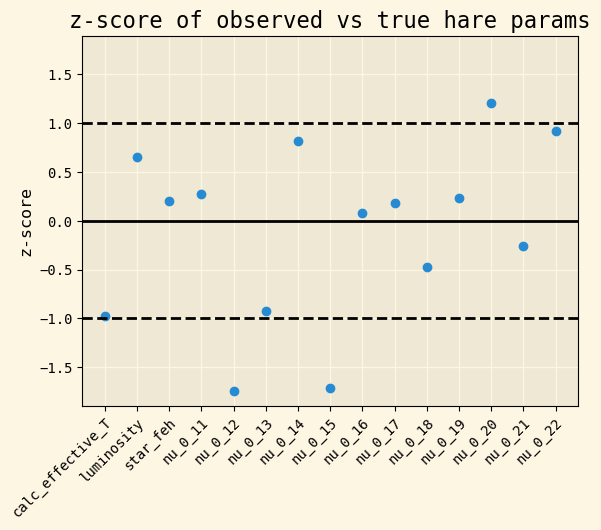 z-score of observed vs true hare params
z-score
1.5
1.0
0.5
0.0
−0.5
−1.0
−1.5
calc_effective_T
luminosity
star_feh
nu_0_11
nu_0_12
nu_0_13
nu_0_14
nu_0_15
nu_0_16
nu_0_17
nu_0_18
nu_0_19
nu_0_20
nu_0_21
nu_0_22